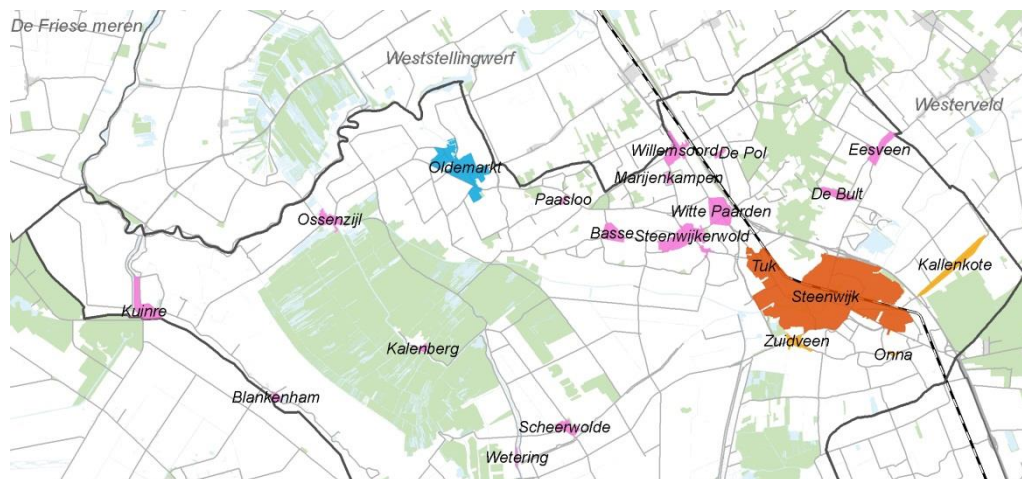 De Friese meren
Weststellingwerf
Westerveld
Willemsoord
De Pol
Eesveen
Oldemarkt
Marijenkampen
De Bult
Paasloo
Witte Paarden
Ossenzijl
Basse
Steenwijkerwold
Tuk
Kallenkote
Steenwijk
Kuinre
Zuidveen
Kalenberg
Onna
Blankenham
Scheerwolde
Wetering